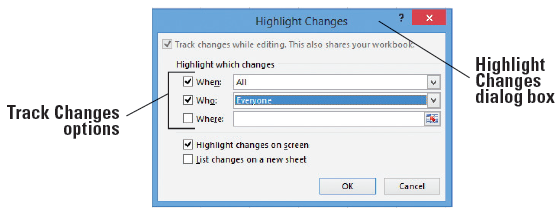 Highlight Changes
?
x
Track changes while editing. This also shares your workbook.
Highlight which changes
When: All
Who: Everyone
Where:
Highlight changes on screen
List changes on a new sheet
OK Cancel
Track Changes
options
Highlight
Changes
dialog box